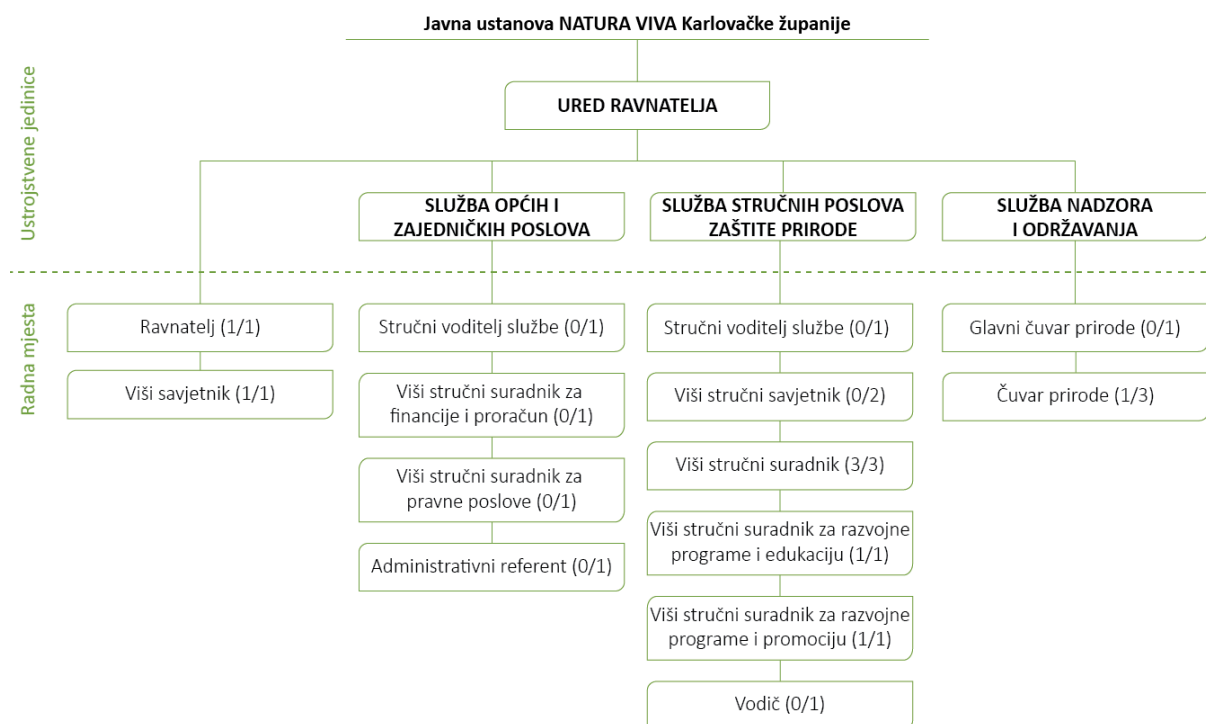 Javna ustanova NATURA VIVA Karlovačke županije
Ustrojstvene jedinice
URED RAVNATELJA
SLUŽBA OPĆIH I
ZAJEDNIČKIH POSLOVA
SLUŽBA STRUČNIH POSLOVA
ZAŠTITE PRIRODE
SLUŽBA NADZORA
I ODRŽAVANJA
Radna mjesta
Ravnatelj (1/1)
Viši savjetnik (1/1)
Stručni voditelj službe (0/1)
Viši stručni suradnik za
financije i proračun (0/1)
Viši stručni suradnik za
pravne poslove (0/1)
Administrativni referent (0/1)
Stručni voditelj službe (0/1)
Viši stručni savjetnik (0/2)
Viši stručni suradnik (3/3)
Viši stručni suradnik za razvojne
programe i edukaciju (1/1)
Viši stručni suradnik za razvojne
programe i promociju (1/1)
Vodič (0/1)
Glavni čuvar prirode (0/1)
Čuvar prirode (1/3)